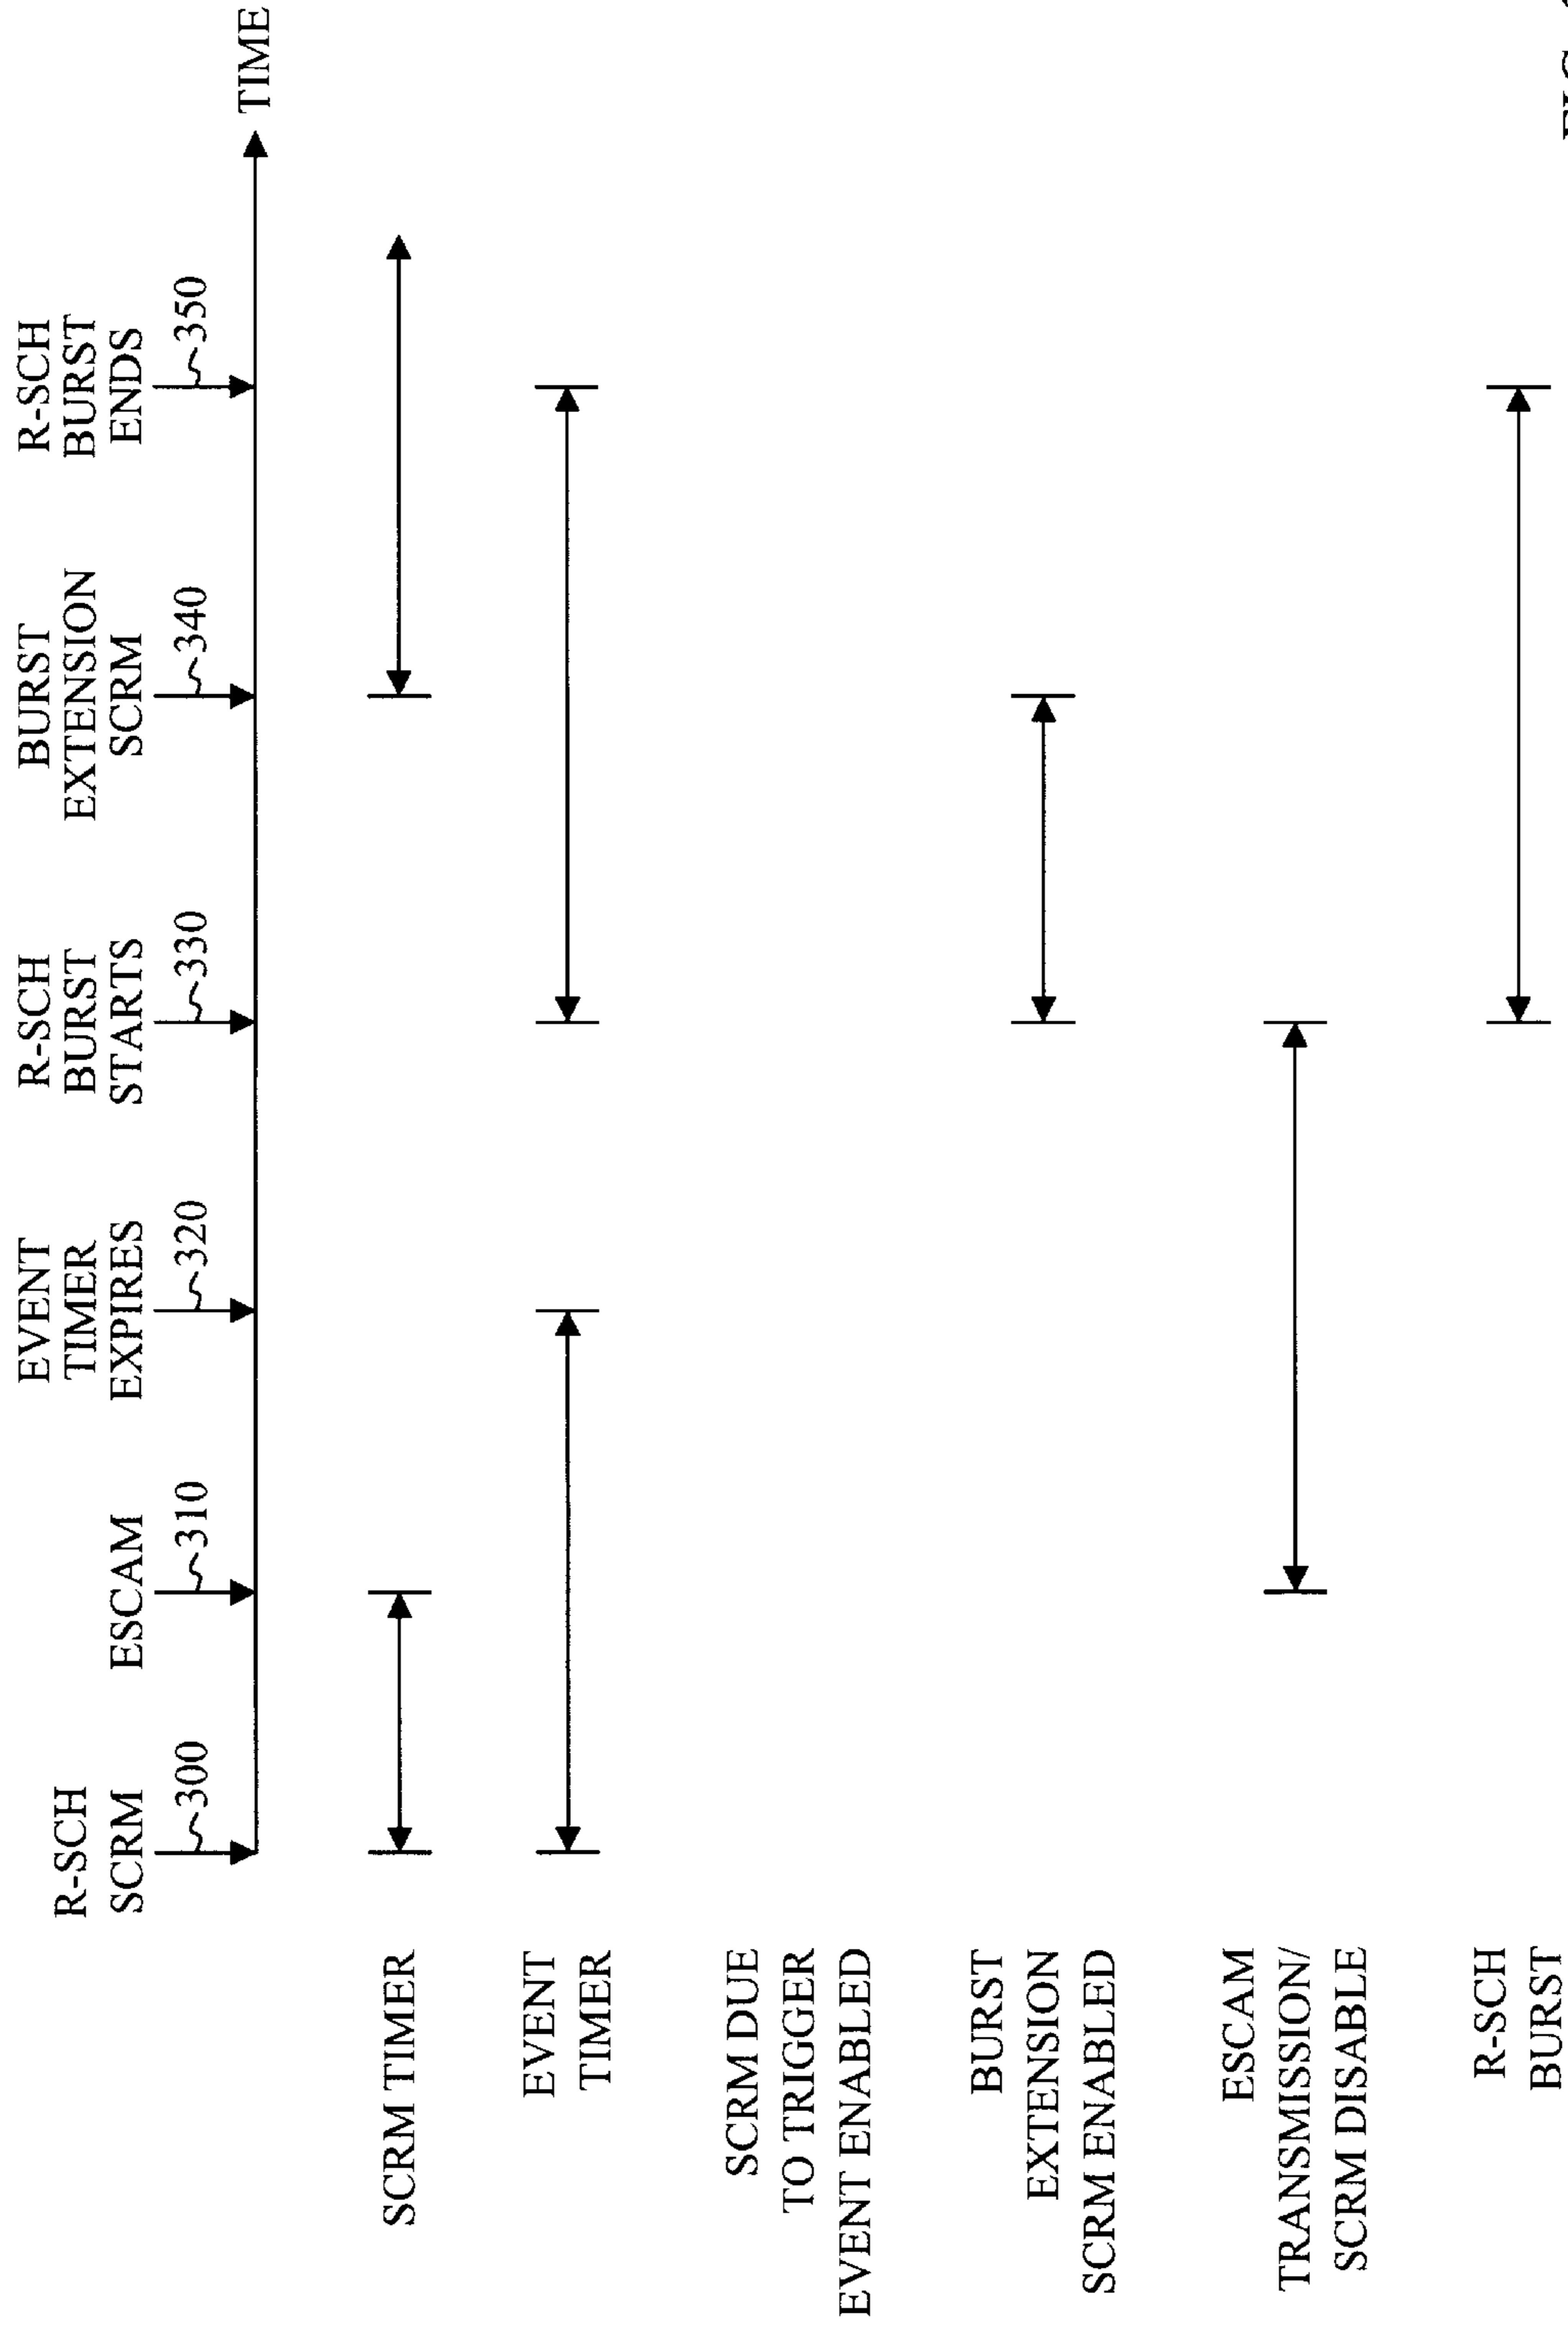 R-SCH
SCRM
300
ESCAM
310
EVENT
TIMER
EXPIRES
320
R-SCH
BURST
STARTS
330
BURST
EXTENSION
SCRM
340
R-SCH
BURST
ENDS
350
TIME
SCRM TIMER
EVENT
TIMER
SCRM DUE
TO TRIGGER
EVENT ENABLED
BURST
EXTENSION
SCRM ENABLED
ESCAM
TRANSMISSION/
SCRM DISABLE
R-SCH
BURST